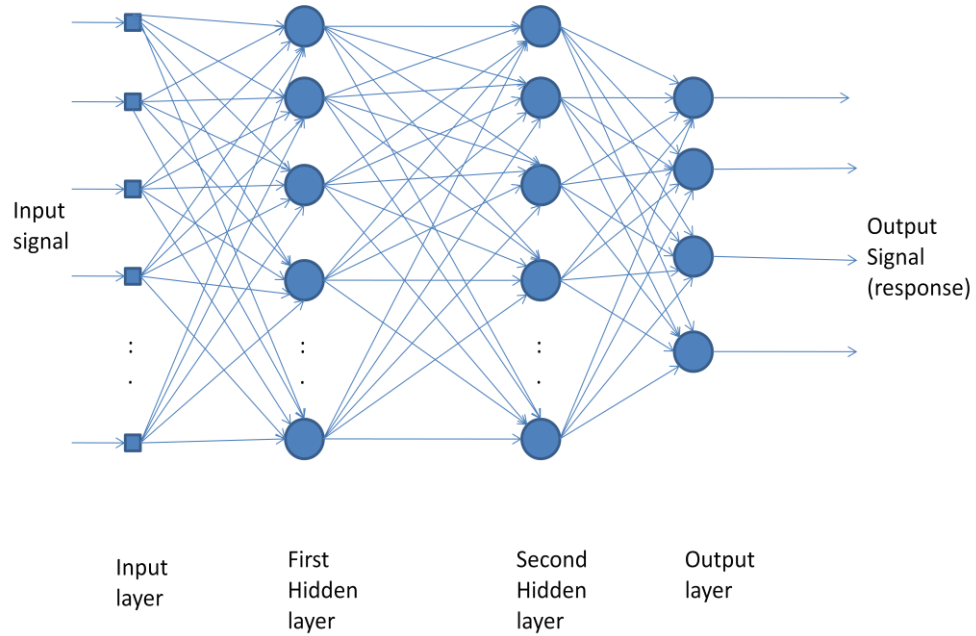 Input
signal
Output
Signal
(response)
:
.
:
.
:
.
Input
layer
First
Hidden
layer
Second
Hidden
layer
Output
layer